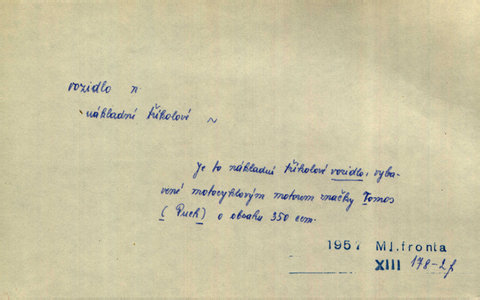 vozidlo n
nákladní tříkolové ~
Je to nákladní tříkolové vozidlo, vyba-
vené motocyklovým motorem značky Tomos
(Puch) o obsahu 350 ccm.
1957 Ml.fronta
XIII 178-2f